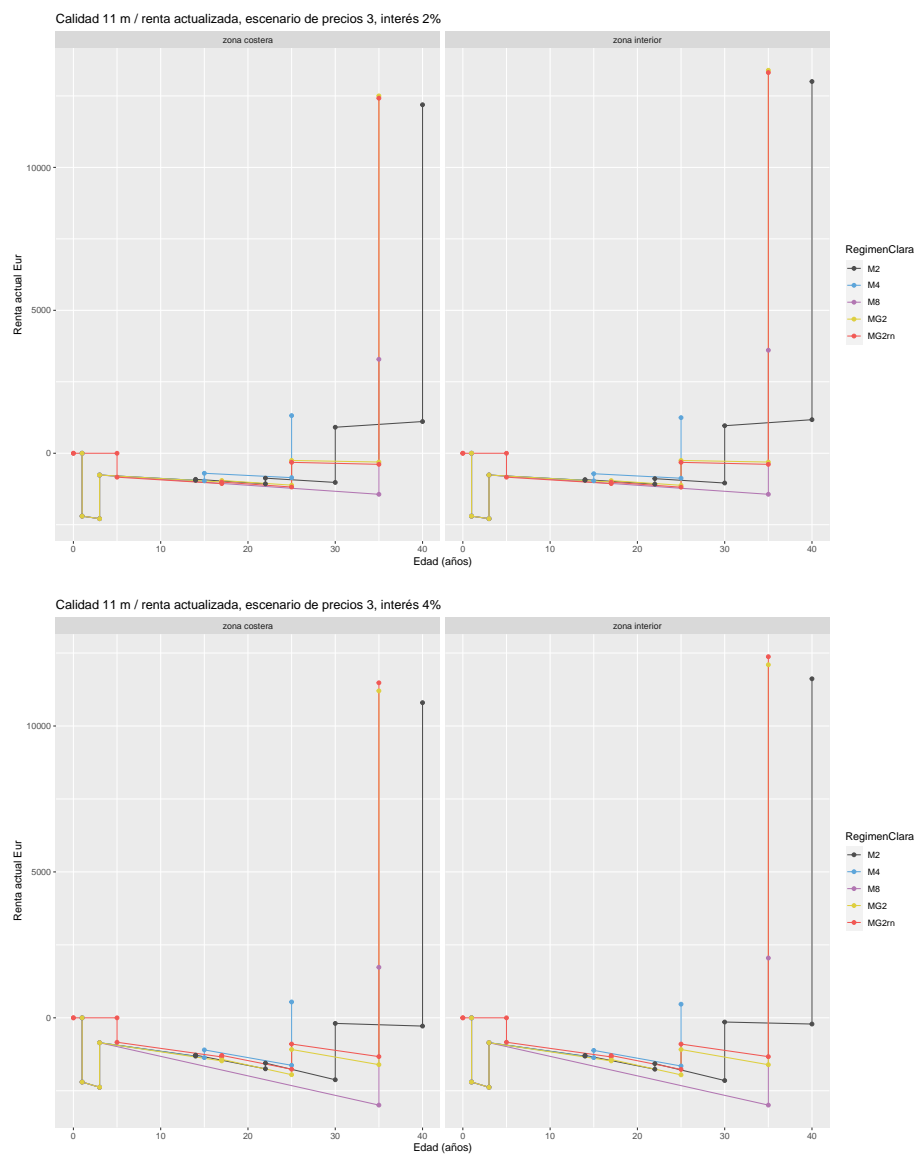 Calidad 11 m / renta actualizada, escenario de precios 3, interés 2%
zona costera
zona interior
10000
5000
0
Renta actual Eur
0 10 20 30 40
0 10 20 30 40
Edad (años)
RegimenClara
M2
M4
M8
MG2
MG2rn
Calidad 11 m / renta actualizada, escenario de precios 3, interés 4%
zona costera
zona interior
10000
5000
0
Renta actual Eur
0 10 20 30 40
0 10 20 30 40
Edad (años)
RegimenClara
M2
M4
M8
MG2
MG2rn